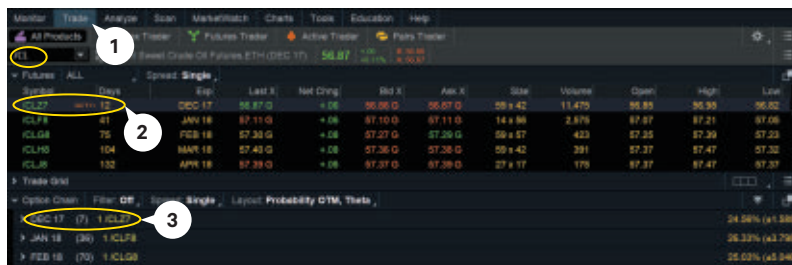 Monitor Trade Analyze Scan MarketWatch Charts Tools Education Help
All Products Trader Futures Trader Active Trader Pairs Trader
1
/CL Sweet Crude Oil Futures ETH (DEC 17) 56.87
Futures ALL Spread: Single
Symbol Days Exp Last X Net Chng Bid X Ask X Size Volume Open High Low
/CLZ7 12 DEC 17 56.87 G +.06 56.86 G 56.87 G 59 x 42 11,475 56.85 56.98 56.82
/CLF8 41 JAN 18 57.11 G +.06 57.10 G 57.11 G 14 x 56 2,576 57.07 57.21 57.05
2
/CLG8 75 FEB 18 57.30 G +.08 57.27 G 57.29 G 59 x 57 423 57.25 57.39 57.23
/CLH8 104 MAR 18 57.40 G +.08 57.36 G 57.38 G 59 x 42 391 57.37 57.47 57.32
/CLJ8 132 APR 18 57.39 G +.08 57.37 G 57.39 G 27 x 17 178 57.37 57.47 57.37
Trade Grid
Option Chain Filter: Off Spread: Single Layout: Probability OTM, Theta
DEC 17 (7) 1 /CLZ7 24.56%
3
JAN 18 (36) 1 /CLF8 26.33%
FEB 18 (70) 1 /CLG8 25.03%